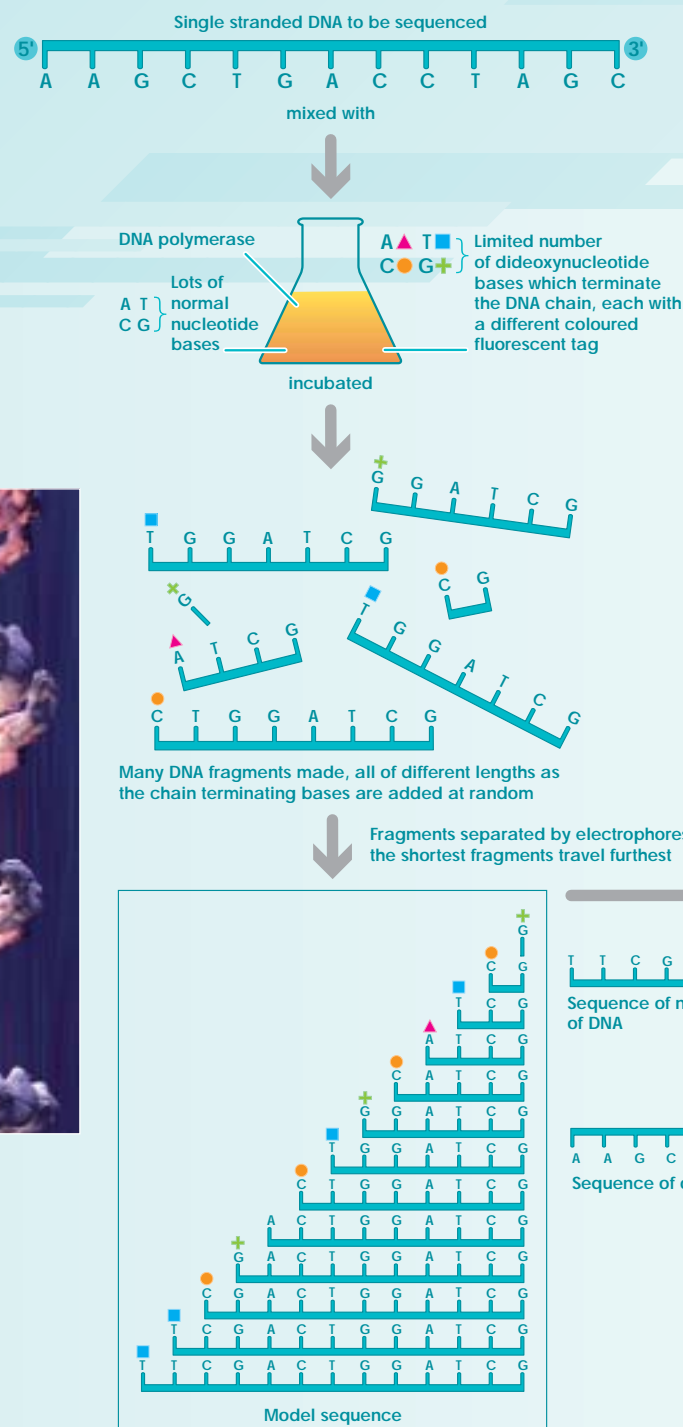 Single stranded DNA to be sequenced
5' 3'
A A G C T G A C C T A G C
mixed with
DNA polymerase
Lots of
normal
nucleotide
bases
A T
C G
A T
C G
Limited number
of dideoxynucleotide
bases which terminate
the DNA chain, each with
a different coloured
fluorescent tag
incubated
G G A T C G
T G G A T C G
C G
G
T G G A T C G
A T C G
C T G G A T C G
Many DNA fragments made, all of different lengths as
the chain terminating bases are added at random
Fragments separated by electrophores
the shortest fragments travel furthest
G
C G
T C G
A T C G
C A T C G
G G A T C G
T G G A T C G
C T G G A T C G
A C T G G A T C G
G A C T G G A T C G
C G A C T G G A T C G
T C G A C T G G A T C G
T T C G A C T G G A T C G
Model sequence
T T C G
Sequence of n
of DNA
A A G C
Sequence of